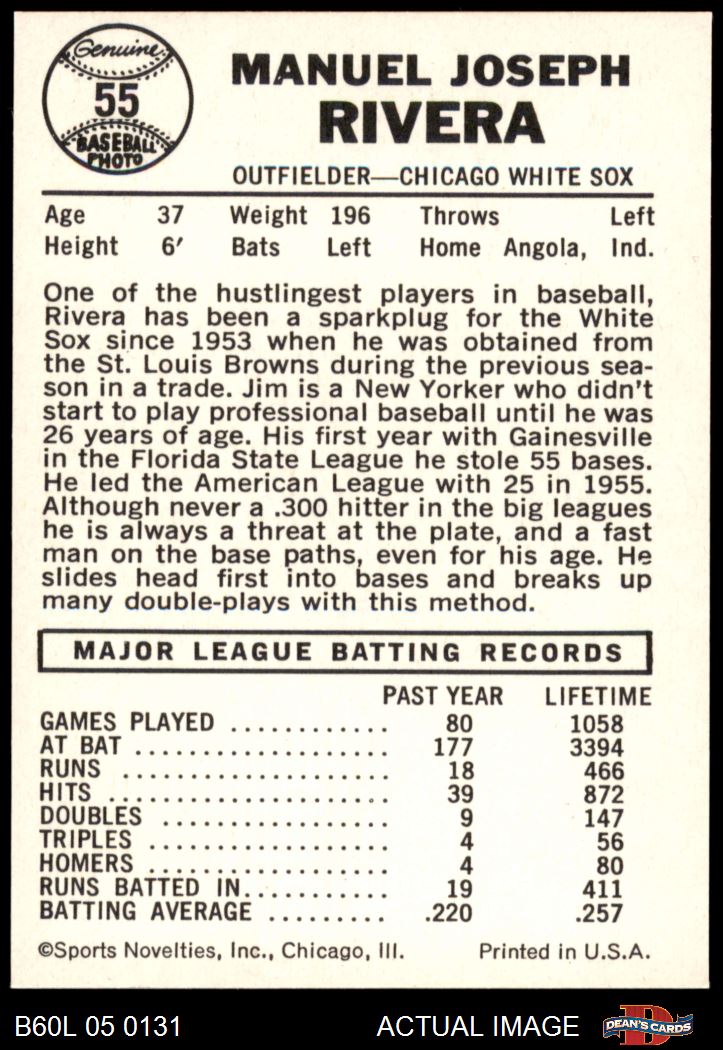 Genuine
55
BASEBALL
PHOTO
MANUEL JOSEPH
RIVERA
OUTFIELDER—CHICAGO WHITE SOX
Age 37 Weight 196 Throws Left
Height 6' Bats Left Home Angola, Ind.
One of the hustlingest players in baseball,
Rivera has been a sparkplug for the White
Sox since 1953 when he was obtained from
the St. Louis Browns during the previous sea-
son in a trade. Jim is a New Yorker who didn't
start to play professional baseball until he was
26 years of age. His first year with Gainesville
in the Florida State League he stole 55 bases.
He led the American League with 25 in 1955.
Although never a .300 hitter in the big leagues
he is always a threat at the plate, and a fast
man on the base paths, even for his age. He
slides head first into bases and breaks up
many double-plays with this method.
MAJOR LEAGUE BATTING RECORDS
PAST YEAR LIFETIME
GAMES PLAYED ............ 80 1058
AT BAT .................... 177 3394
RUNS ..................... 18 466
HITS ...................... 39 872
DOUBLES .................. 9 147
TRIPLES ................... 4 56
HOMERS ................... 4 80
RUNS BATTED IN........... 19 411
BATTING AVERAGE ......... .220 .257
©Sports Novelties, Inc., Chicago, Ill. Printed in U.S.A.
B60L 05 0131 ACTUAL IMAGE DEAN'S CARDS